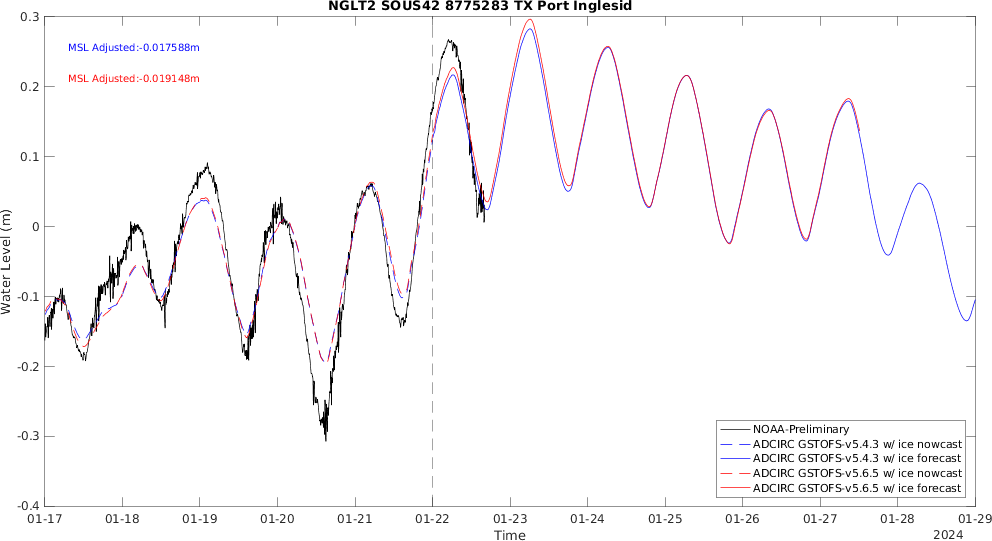 NGLT2 SOUS42 8775283 TX Port Inglesid
MSL Adjusted:-0.017588m
MSL Adjusted:-0.019148m
Water Level (m)
0.3
0.2
0.1
0
-0.1
-0.2
-0.3
-0.4
NOAA-Preliminary
ADCIRC GSTOFS-v5.4.3 w/ ice nowcast
ADCIRC GSTOFS-v5.4.3 w/ ice forecast
ADCIRC GSTOFS-v5.6.5 w/ ice nowcast
ADCIRC GSTOFS-v5.6.5 w/ ice forecast
01-17 01-18 01-19 01-20 01-21 01-22 01-23 01-24 01-25 01-26 01-27 01-28 01-29
Time
2024